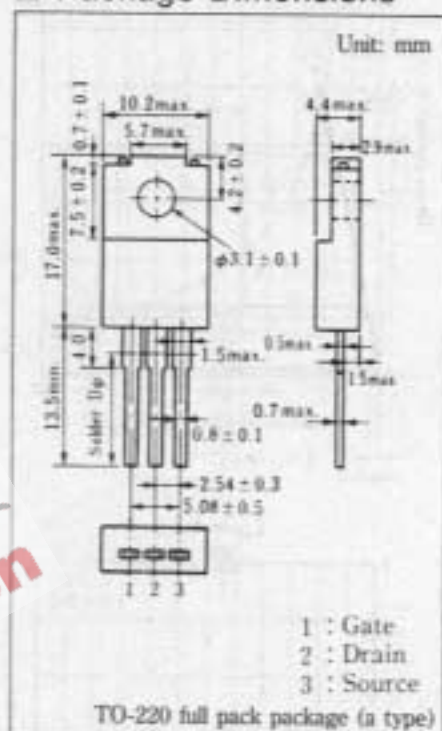 Package Dimensions
Unit: mm
10.2max.
5.7max.
0.7±0.1
7.5±0.2
17.0max.
4.2±0.2
φ3.1±0.1
4.4max.
2.9max
4.0
13.5min.
Solder Dip
1.5max.
0.8±0.1
2.54±0.3
5.08±0.5
0.5max
1.5max
0.7max.
1 2 3
1 : Gate
2 : Drain
3 : Source
TO-220 full pack package (a type)